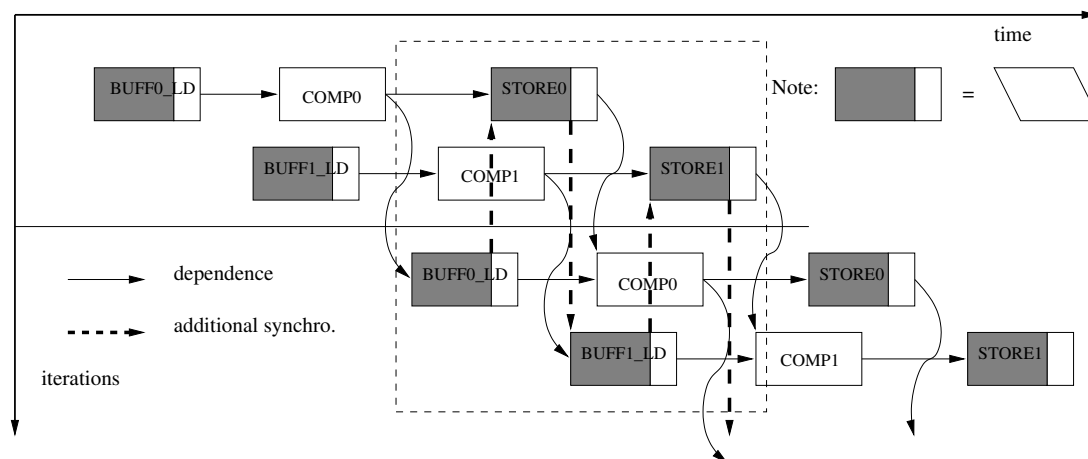 time
BUFF0_LD
COMP0
STORE0
Note:
=
BUFF1_LD
COMP1
STORE1
dependence
BUFF0_LD
COMP0
STORE0
additional synchro.
BUFF1_LD
COMP1
STORE1
iterations